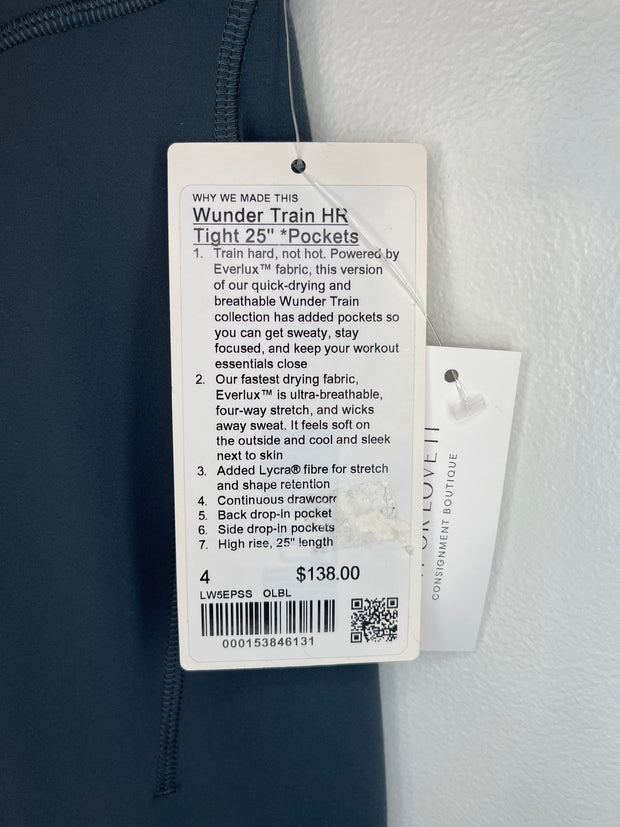 WHY WE MADE THIS
Wunder Train HR
Tight 25" *Pockets
1. Train hard, not hot. Powered by
Everlux™ fabric, this version
of our quick-drying and
breathable Wunder Train
collection has added pockets so
you can get sweaty, stay
focused, and keep your workout
essentials close
2. Our fastest drying fabric,
Everlux™ is ultra-breathable,
four-way stretch, and wicks
away sweat. It feels soft on
the outside and cool and sleek
next to skin
3. Added Lycra® fibre for stretch
and shape retention
4. Continuous drawcord
5. Back drop-in pocket
6. Side drop-in pockets
7. High rise, 25" length
4 $138.00
LW5EPSS OLBL
000153846131
LOVE IT
CONSIGNMENT BOUTIQUE